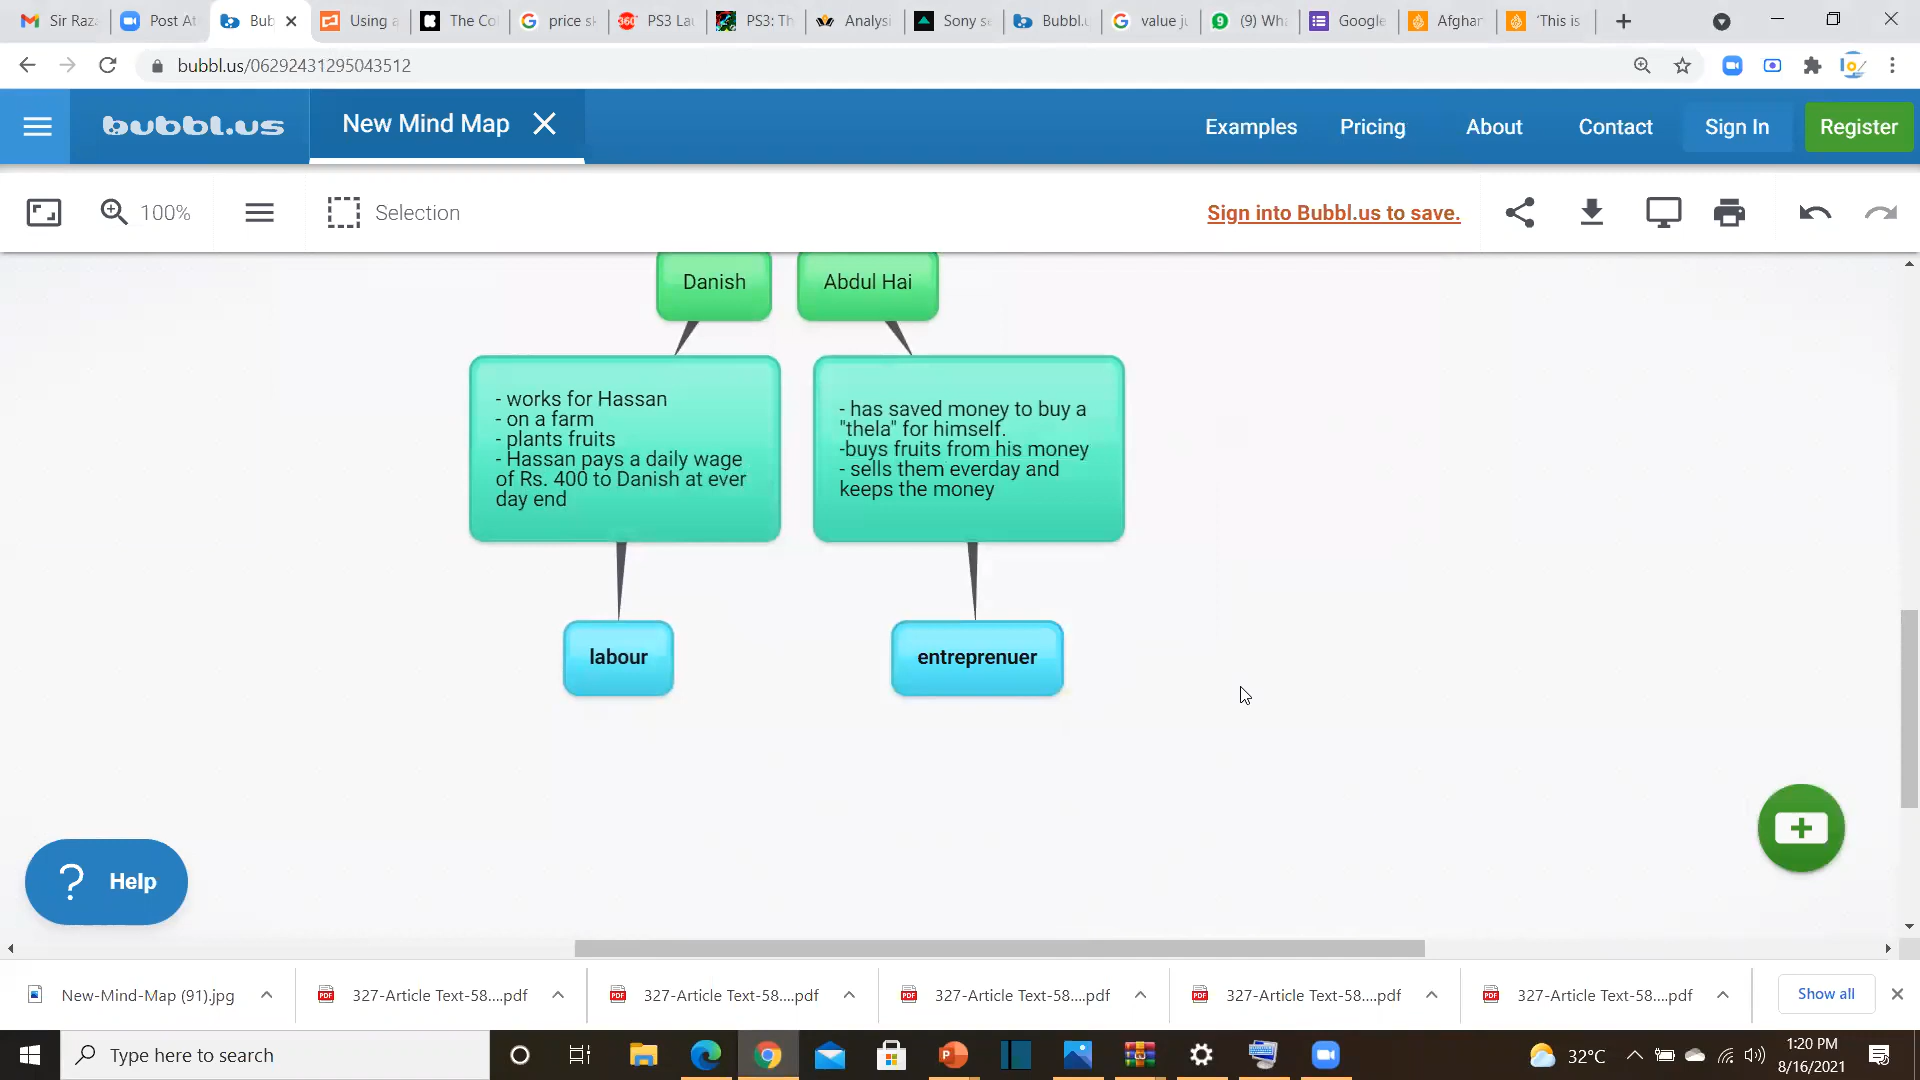 Sir Raza
Post At
Bub
Using a
The Co
price sk
PS3 Lau
PS3: Th
Analysi
Sony su
Bubbl.u
value ju
(9) Wha
Google
Afghan
'This is
bubbl.us/06292431295043512
bubbl.us
New Mind Map
Examples
Pricing
About
Contact
Sign In
Register
100%
Selection
Sign into Bubbl.us to save.
Danish
Abdul Hai
- works for Hassan
- on a farm
- plants fruits
- Hassan pays a daily wage
of Rs. 400 to Danish at ever
day end
- has saved money to buy a
"thela" for himself.
-buys fruits from his money
- sells them everday and
keeps the money
labour
entreprenuer
? Help
New-Mind-Map (91).jpg
327-Article Text-58....pdf
327-Article Text-58....pdf
327-Article Text-58....pdf
327-Article Text-58....pdf
327-Article Text-58....pdf
Show all
Type here to search
32°C
1:20 PM
8/16/2021